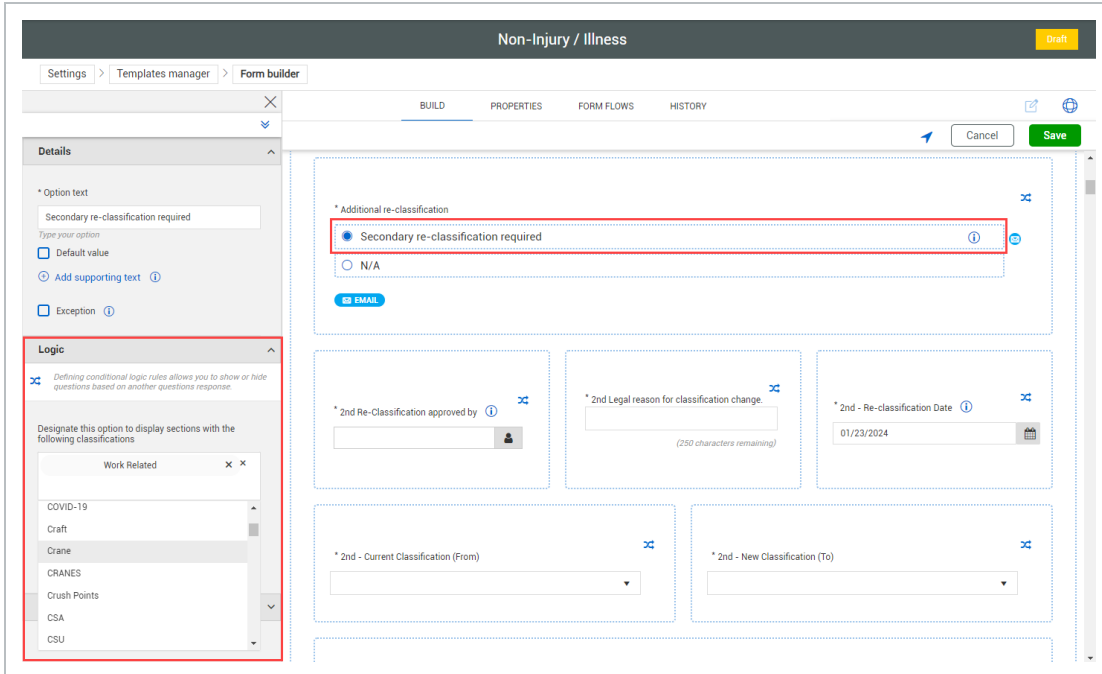 Non-Injury / Illness
Draft
Settings > Templates manager > Form builder
BUILD PROPERTIES FORM FLOWS HISTORY
Cancel Save
Details
* Option text
Secondary re-classification required
Type your option
Default value
Add supporting text
Exception
Logic
Defining conditional logic rules allows you to show or hide
questions based on another questions response.
Designate this option to display sections with the
following classifications
Work Related
COVID-19
Craft
Crane
CRANES
Crush Points
CSA
CSU
* Additional re-classification
Secondary re-classification required
N/A
EMAIL
* 2nd Re-Classification approved by
* 2nd Legal reason for classification change.
(250 characters remaining)
* 2nd - Re-classification Date
01/23/2024
* 2nd - Current Classification (From)
* 2nd - New Classification (To)